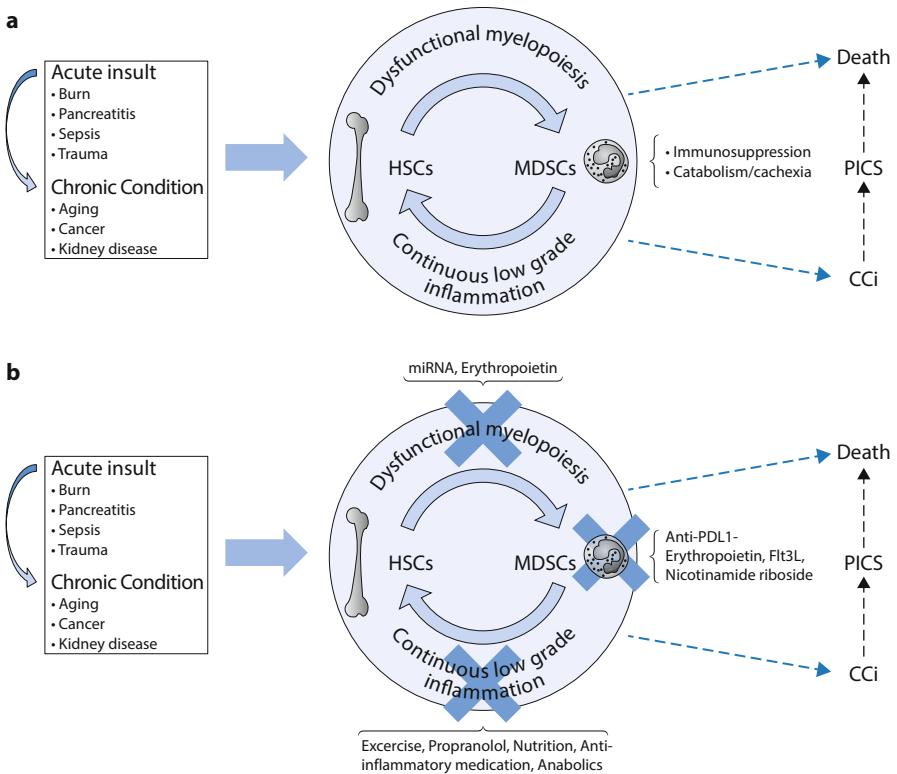 a
Acute insult
• Burn
• Pancreatitis
• Sepsis
• Trauma
Chronic Condition
• Aging
• Cancer
• Kidney disease
Dysfunctional myelopoiesis
HSCs
MDSCs
Continuous low grade
inflammation
• Immunosuppression
• Catabolism/cachexia
Death
PICS
CCi
b
miRNA, Erythropoietin
Acute insult
• Burn
• Pancreatitis
• Sepsis
• Trauma
Chronic Condition
• Aging
• Cancer
• Kidney disease
Dysfunctional myelopoiesis
HSCs
MDSCs
Continuous low grade
inflammation
Anti-PDL1-
Erythropoietin, Flt3L,
Nicotinamide riboside
Death
PICS
CCi
Excercise, Propranolol, Nutrition, Anti-
inflammatory medication, Anabolics